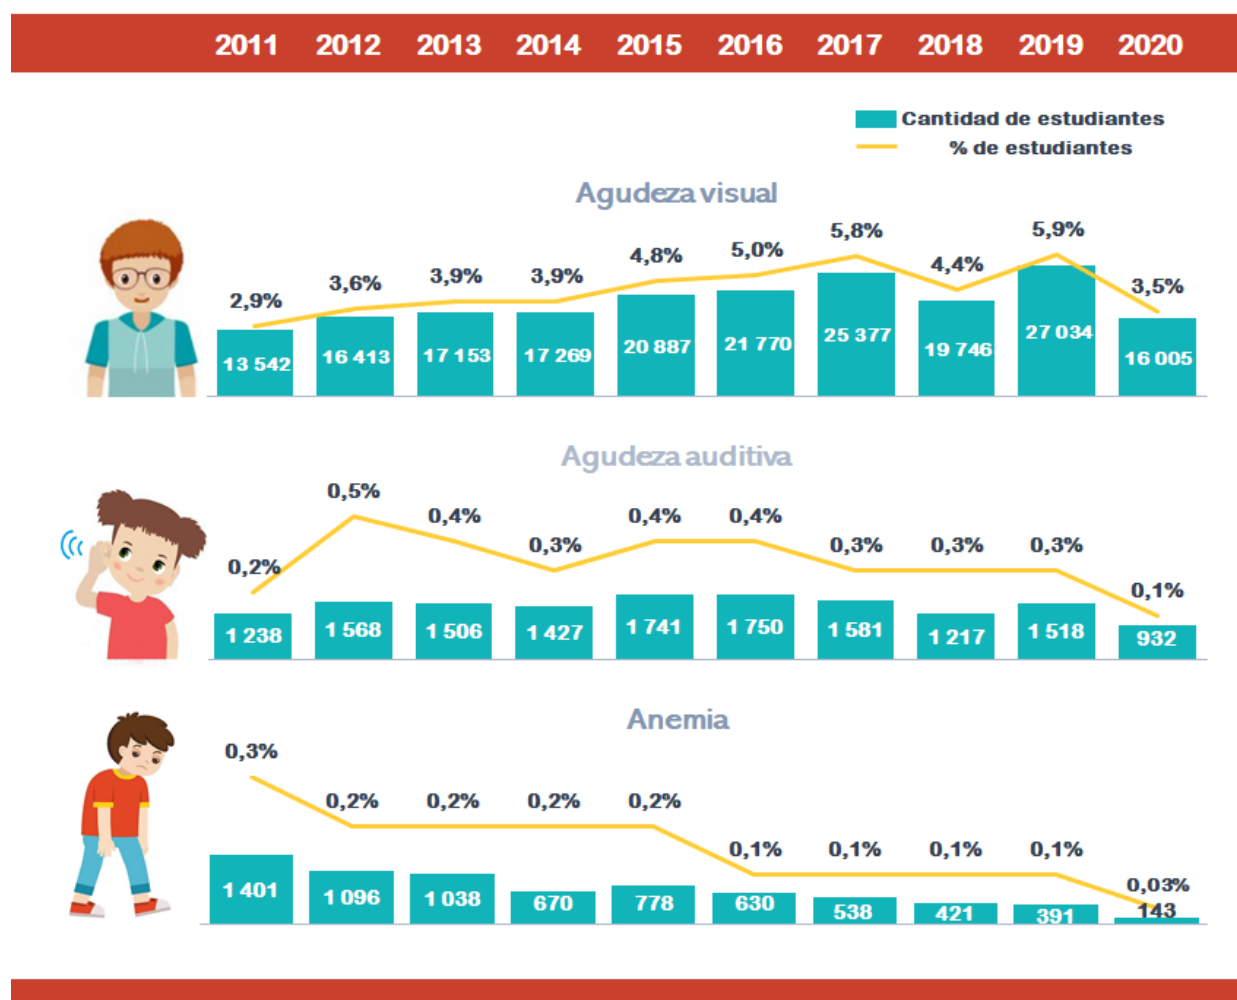 2011 2012 2013 2014 2015 2016 2017 2018 2019 2020
Cantidad de estudiantes
% de estudiantes
Agudeza visual
2,9% 3,6% 3,9% 3,9% 4,8% 5,0% 5,8% 4,4% 5,9% 3,5%
13 542 16 413 17 153 17 269 20 887 21 770 25 377 19 746 27 034 16 005
Agudeza auditiva
0,2% 0,5% 0,4% 0,3% 0,4% 0,4% 0,3% 0,3% 0,3% 0,1%
1 238 1 568 1 506 1 427 1 741 1 750 1 581 1 217 1 518 932
Anemia
0,3% 0,2% 0,2% 0,2% 0,2% 0,1% 0,1% 0,1% 0,1% 0,03%
1 401 1 096 1 038 670 778 630 538 421 391 143